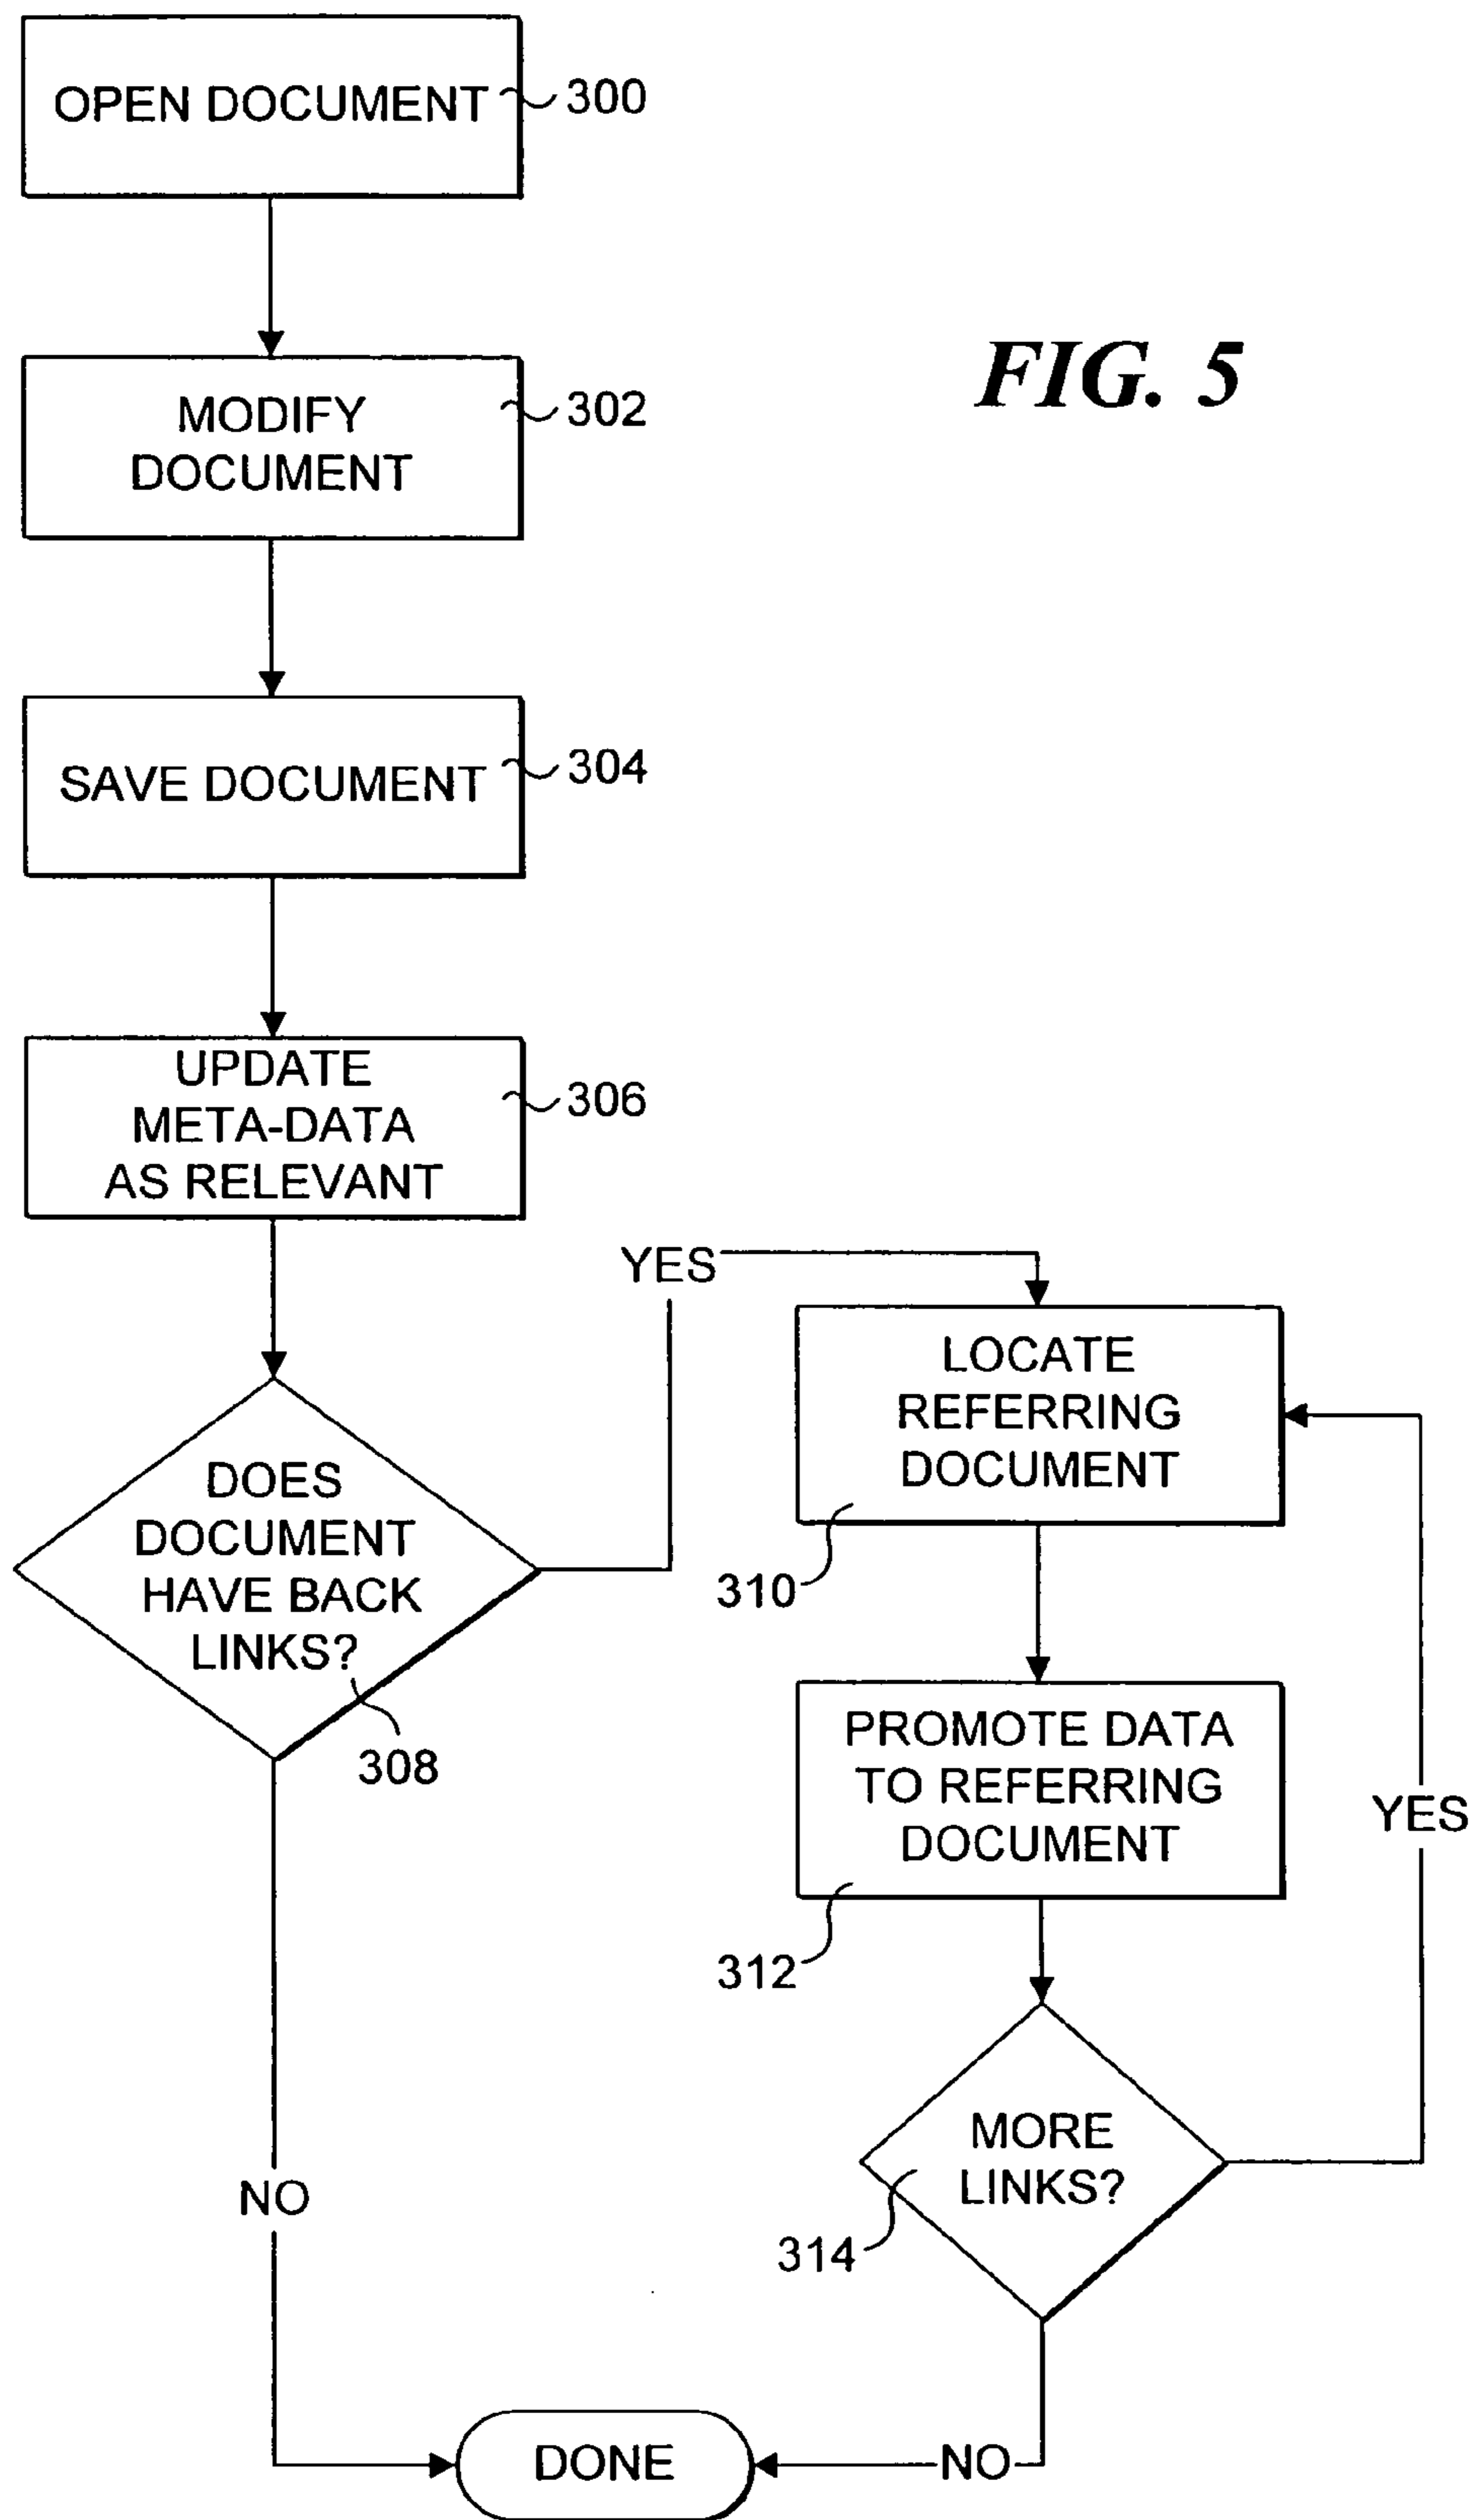 OPEN DOCUMENT
300
FIG. 5
MODIFY
DOCUMENT
302
SAVE DOCUMENT
304
UPDATE
META-DATA
AS RELEVANT
306
DOES
DOCUMENT
HAVE BACK
LINKS?
308
YES
LOCATE
REFERRING
DOCUMENT
310
PROMOTE DATA
TO REFERRING
DOCUMENT
312
YES
MORE
LINKS?
314
NO
NO
DONE